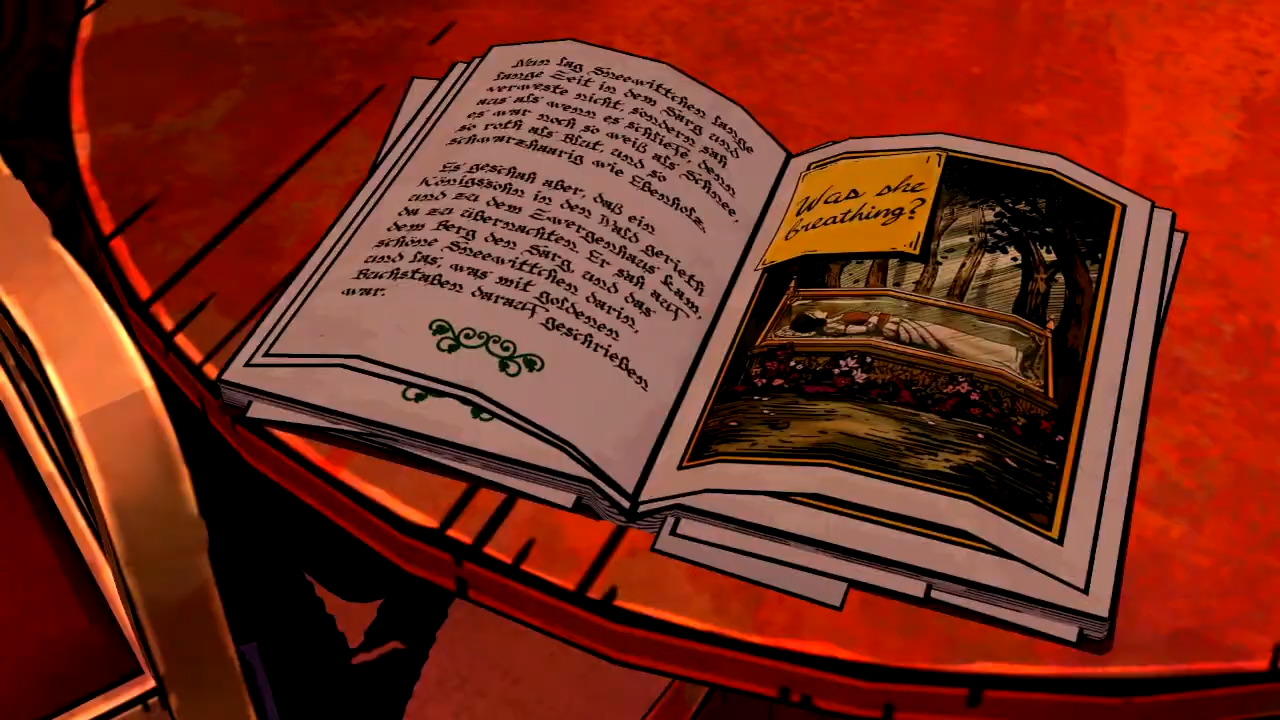 Nun lag Sneewittchen lange
lange Zeit in dem Sarg und
verweste nicht, sondern sah
aus als wenn es schliefe, denn
es war noch so weiß als Schnee,
so roth als Blut, und so
schwarzhaarig wie Ebenholz.
Es geschah aber, daß ein
Königssohn in den Wald gerieth
und zu dem Zwergenhaus kam,
da zu übernachten. Er sah auf
dem Berg den Sarg, und das
schöne Sneewittchen darin,
und las, was mit goldenen
Buchstaben darauf geschrieben
war.
Was she
breathing?